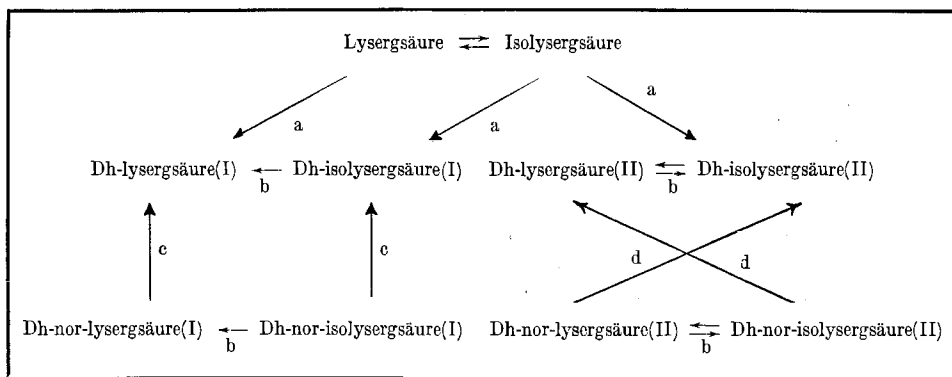 Lysergsäure ⇌ Isolysergsäure
a a a
Dh-lysergsäure(I) ← Dh-isolysergsäure(I) Dh-lysergsäure(II) ⇌ Dh-isolysergsäure(II)
b b
c c d d
Dh-nor-lysergsäure(I) ← Dh-nor-isolysergsäure(I) Dh-nor-lysergsäure(II) ⇌ Dh-nor-isolysergsäure(II)
b b